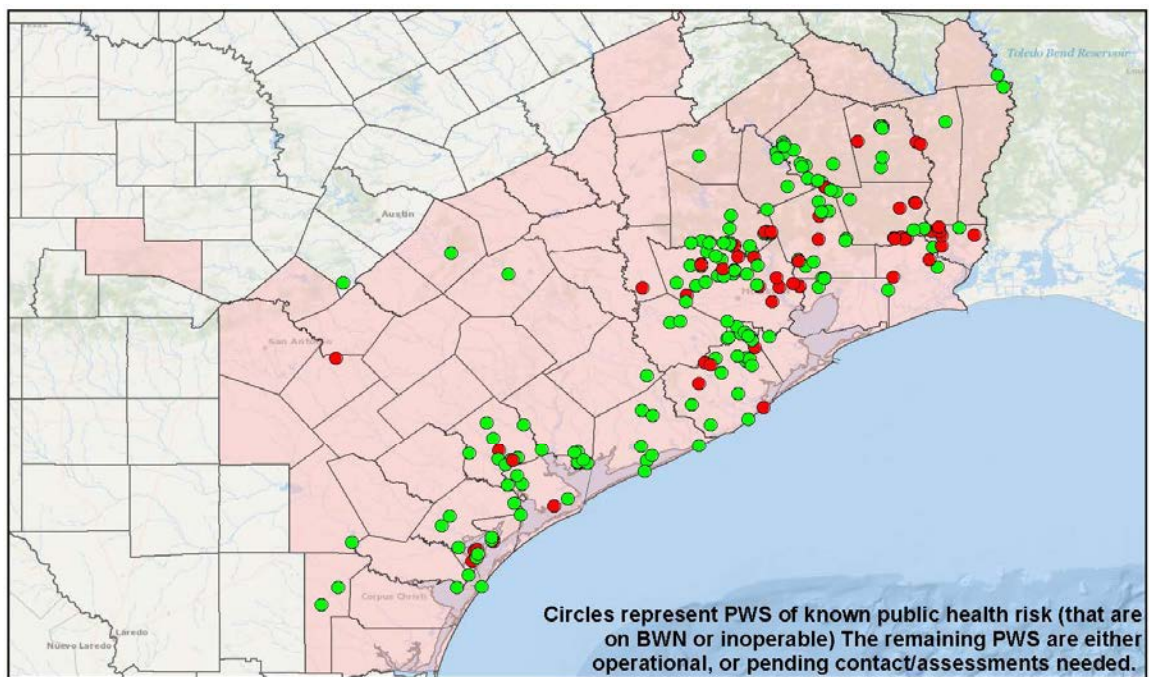 Toledo Bend Reservoir
Austin
San Antonio
Corpus Christi
Laredo
Nuevo Laredo
Circles represent PWS of known public health risk (that are
on BWN or inoperable) The remaining PWS are either
operational, or pending contact/assessments needed.